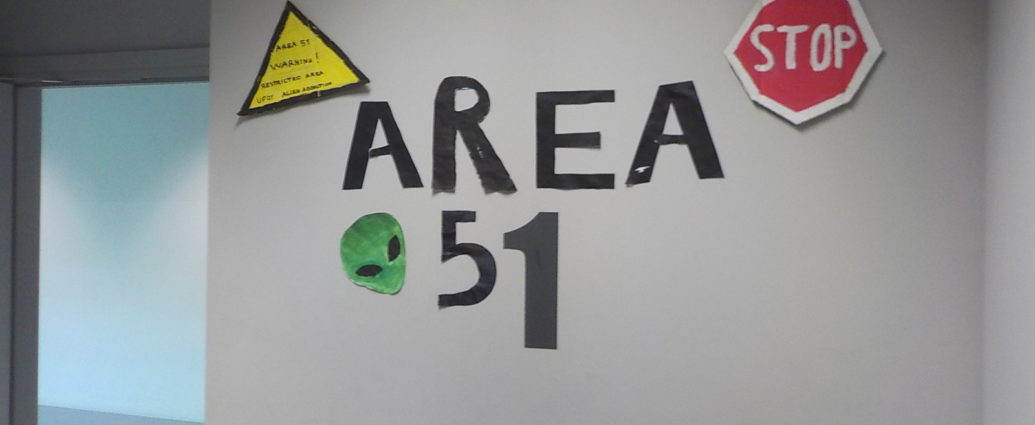 AREA 51
WARNING!
RESTRICTED AREA
UFO! ALIEN ABDUCTION
STOP
AREA
51